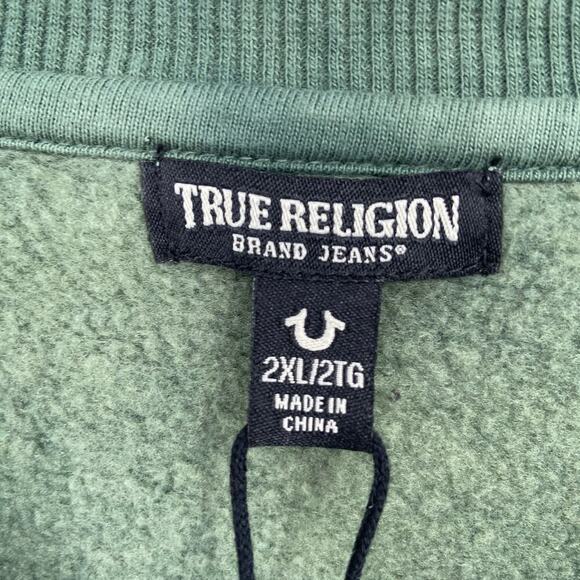 TRUE RELIGION
BRAND JEANS®
2XL/2TG
MADE IN
CHINA